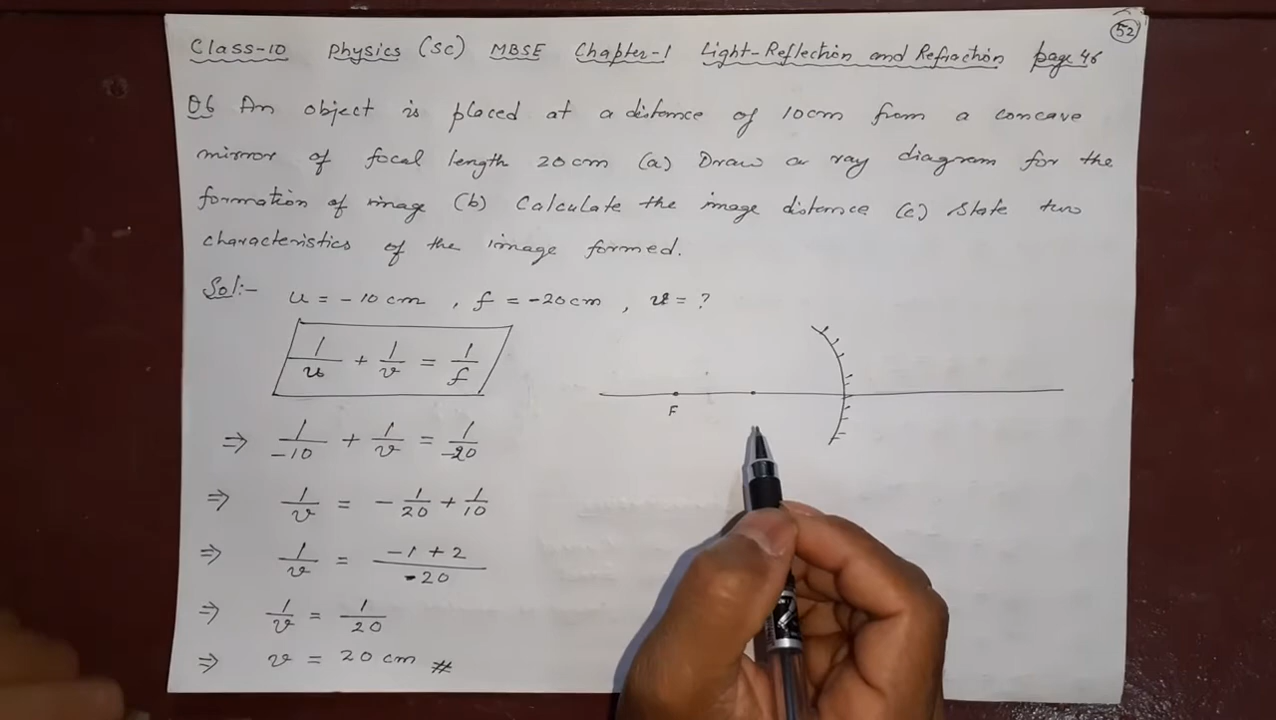 52
Class-10 Physics (SC) MBSE Chapter-1 Light-Reflection and Refraction page 46
Q6 An object is placed at a distance of 10cm from a concave
mirror of focal length 20cm (a) Draw a ray diagram for the
formation of image (b) Calculate the image distance (c) State two
characteristics of the image formed.
Sol:- u = -10 cm , f = -20cm , v = ?
1/u + 1/v = 1/f
F
⇒ 1/-10 + 1/v = 1/-20
⇒ 1/v = - 1/20 + 1/10
⇒ 1/v = -1+2/-20
⇒ 1/v = 1/20
⇒ v = 20 cm #